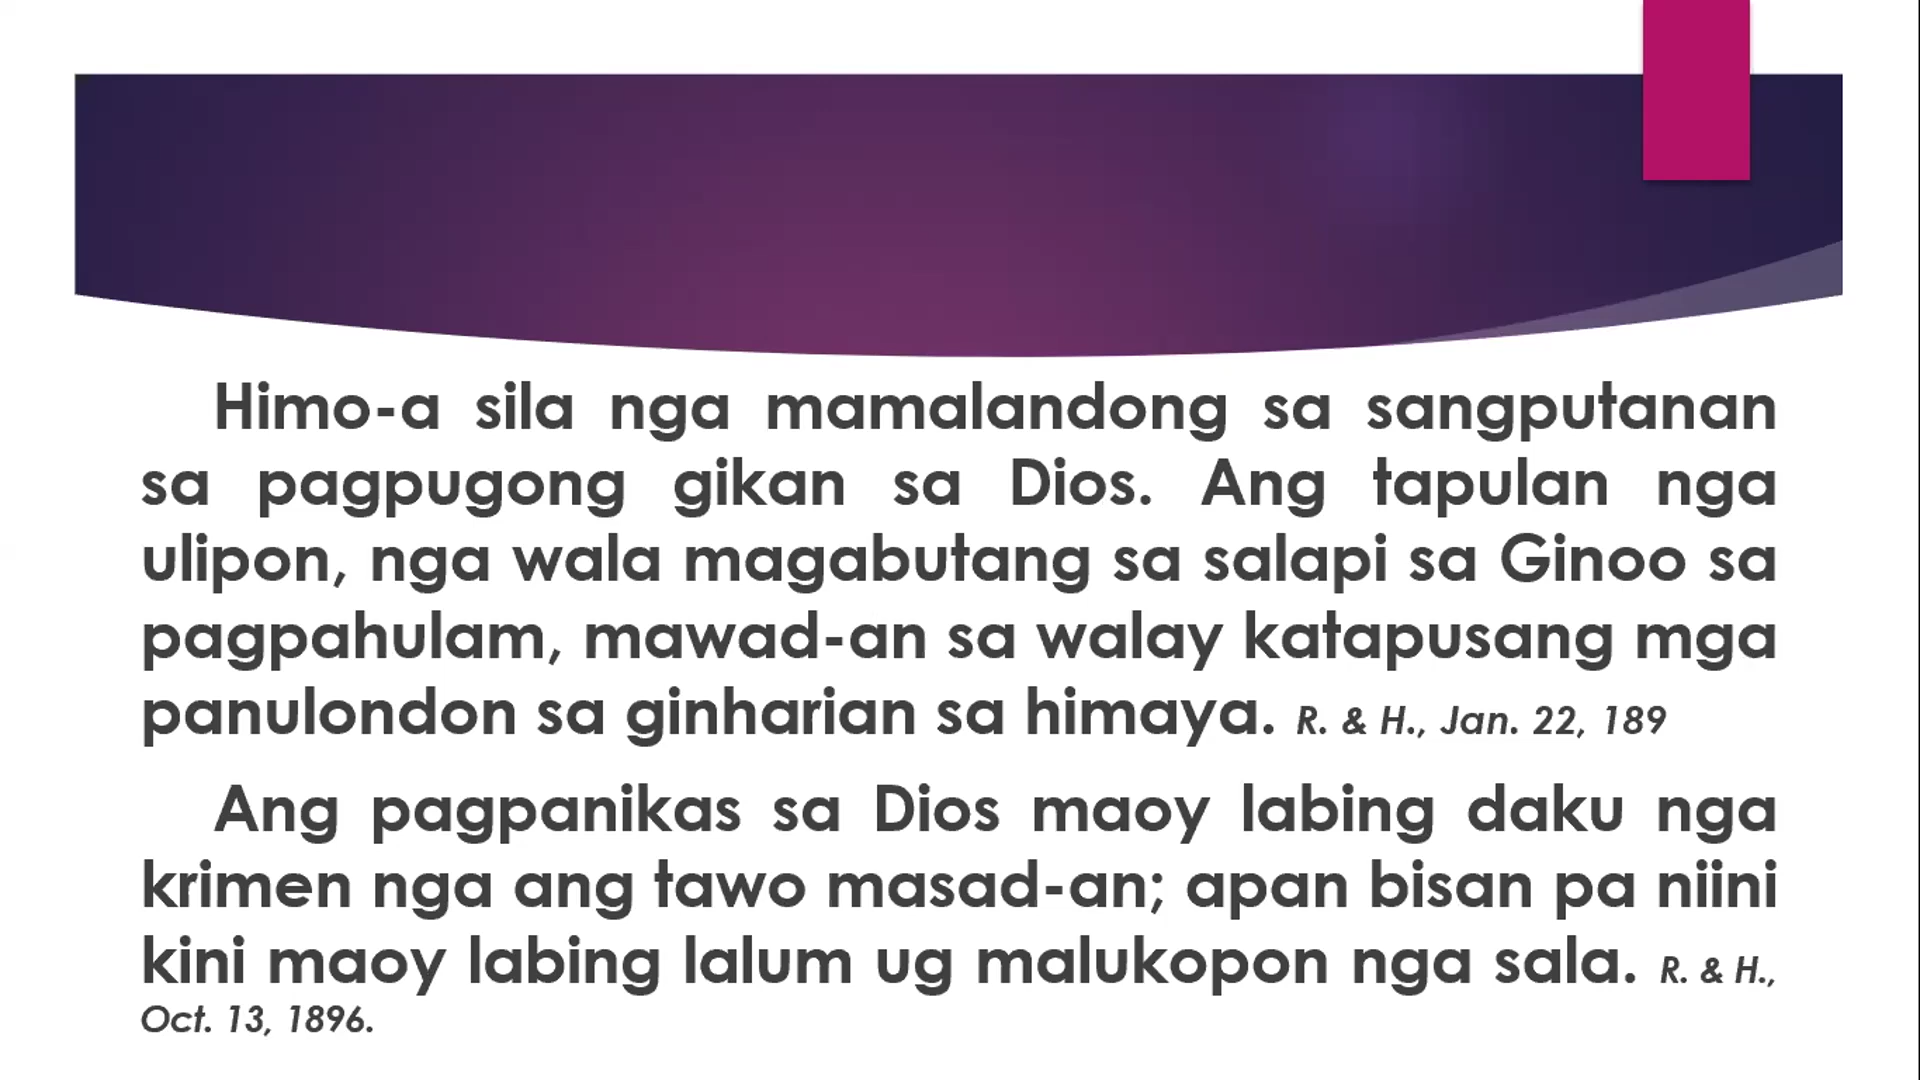 Himo-a sila nga mamalandong sa sangputanan
sa pagpugong gikan sa Dios. Ang tapulan nga
ulipon, nga wala magabutang sa salapi sa Ginoo sa
pagpahulam, mawad-an sa walay katapusang mga
panulondon sa ginharian sa himaya. R. & H., Jan. 22, 189
Ang pagpanikas sa Dios maoy labing daku nga
krimen nga ang tawo masad-an; apan bisan pa niini
kini maoy labing lalum ug malukopon nga sala. R. & H.,
Oct. 13, 1896.